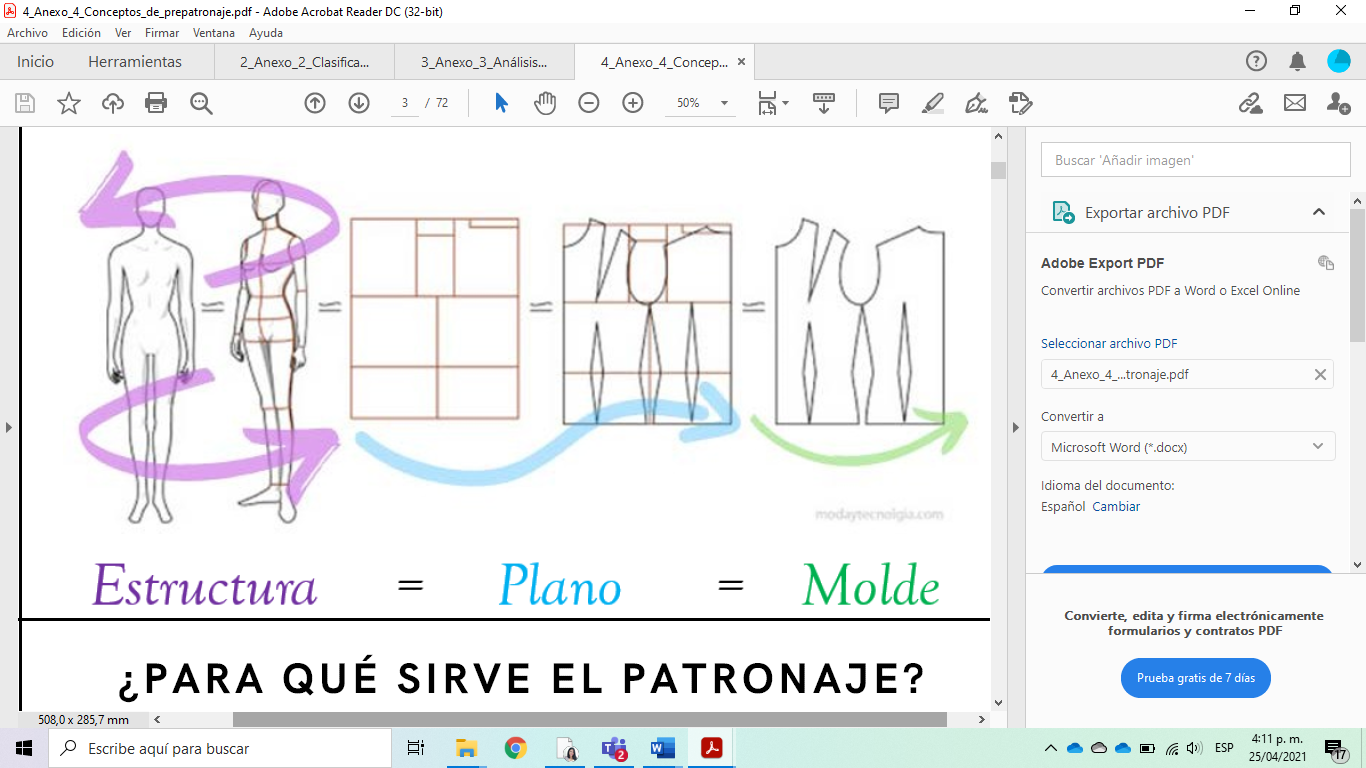 4_Anexo_4_Conceptos_de_prepatronaje.pdf - Adobe Acrobat Reader DC (32-bit)
Archivo Edición Ver Firmar Ventana Ayuda
Inicio Herramientas 2_Anexo_2_Clasifica... 3_Anexo_3_Análisis... 4_Anexo_4_Concep...
3 / 72 50%
Buscar 'Añadir imagen'
Exportar archivo PDF
Adobe Export PDF
Convertir archivos PDF a Word o Excel Online
Seleccionar archivo PDF
4_Anexo_4_...tronaje.pdf
Convertir a
Microsoft Word (*.docx)
Idioma del documento:
Español Cambiar
Convierte, edita y firma electrónicamente
formularios y contratos PDF
Prueba gratis de 7 días
= = = =
modaytecnolgia.com
Estructura = Plano = Molde
¿PARA QUÉ SIRVE EL PATRONAJE?
508,0 x 285,7 mm
Escribe aquí para buscar
2
ESP
4:11 p. m.
25/04/2021
17